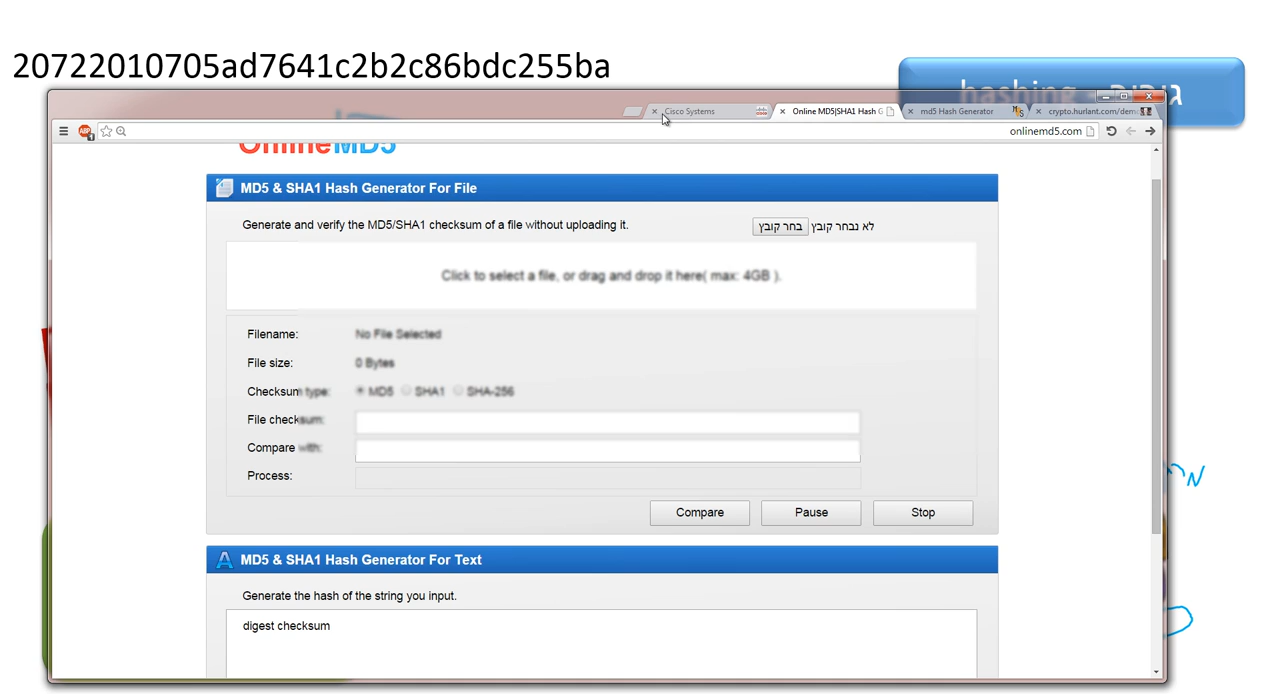 20722010705ad7641c2b2c86bdc255ba
hashing -
Cisco Systems
Online MD5|SHA1 Hash G
md5 Hash Generator
crypto.hurlant.com/dem
ABP
1
onlinemd5.com
OnlineMD5
MD5 & SHA1 Hash Generator For File
Generate and verify the MD5/SHA1 checksum of a file without uploading it.
בחר קובץ לא נבחר קובץ
Click to select a file, or drag and drop it here( max: 4GB ).
Filename: No File Selected
File size: 0 Bytes
Checksum type: MD5 SHA1 SHA-256
File checksum:
Compare with:
Process:
Compare Pause Stop
MD5 & SHA1 Hash Generator For Text
Generate the hash of the string you input.
digest checksum